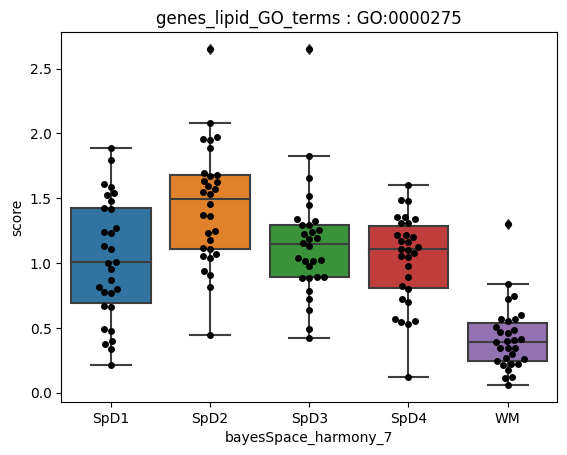 genes_lipid_GO_terms : GO:0000275
2.5
2.0
1.5
1.0
0.5
0.0
score
SpD1 SpD2 SpD3 SpD4 WM
bayesSpace_harmony_7